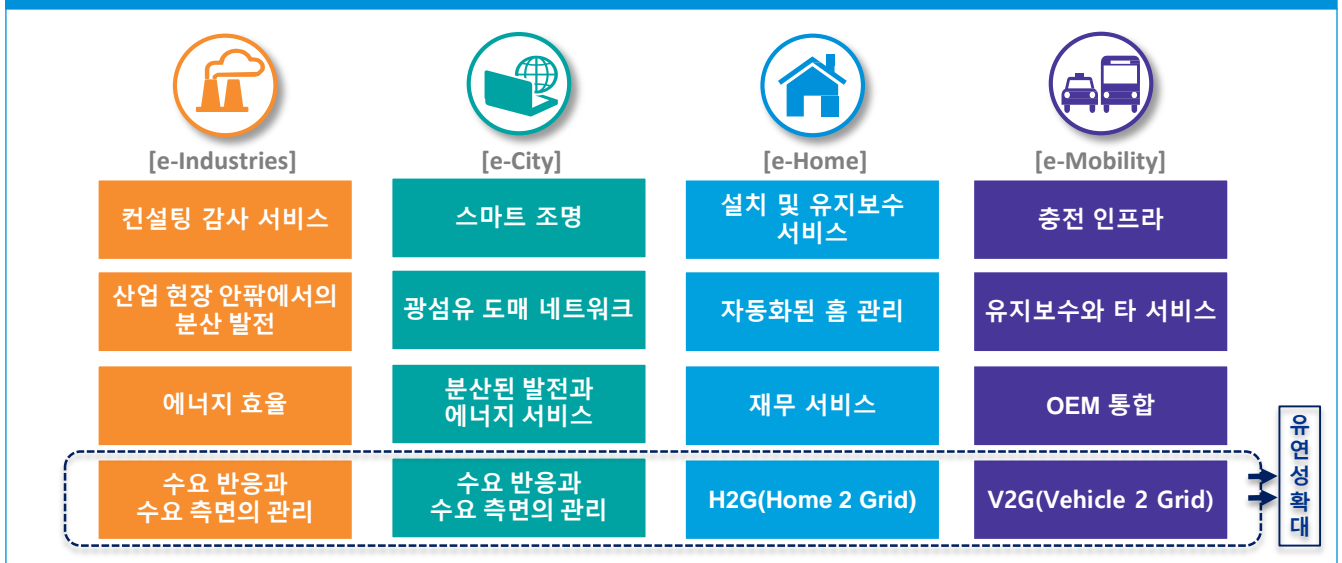 [e-Industries]
[e-City]
[e-Home]
[e-Mobility]
컨설팅 감사 서비스
스마트 조명
설치 및 유지보수
서비스
충전 인프라
산업 현장 안팎에서의
분산 발전
광섬유 도매 네트워크
자동화된 홈 관리
유지보수와 타 서비스
에너지 효율
분산된 발전과
에너지 서비스
재무 서비스
OEM 통합
수요 반응과
수요 측면의 관리
수요 반응과
수요 측면의 관리
H2G(Home 2 Grid)
V2G(Vehicle 2 Grid)
유
연
성
확
대